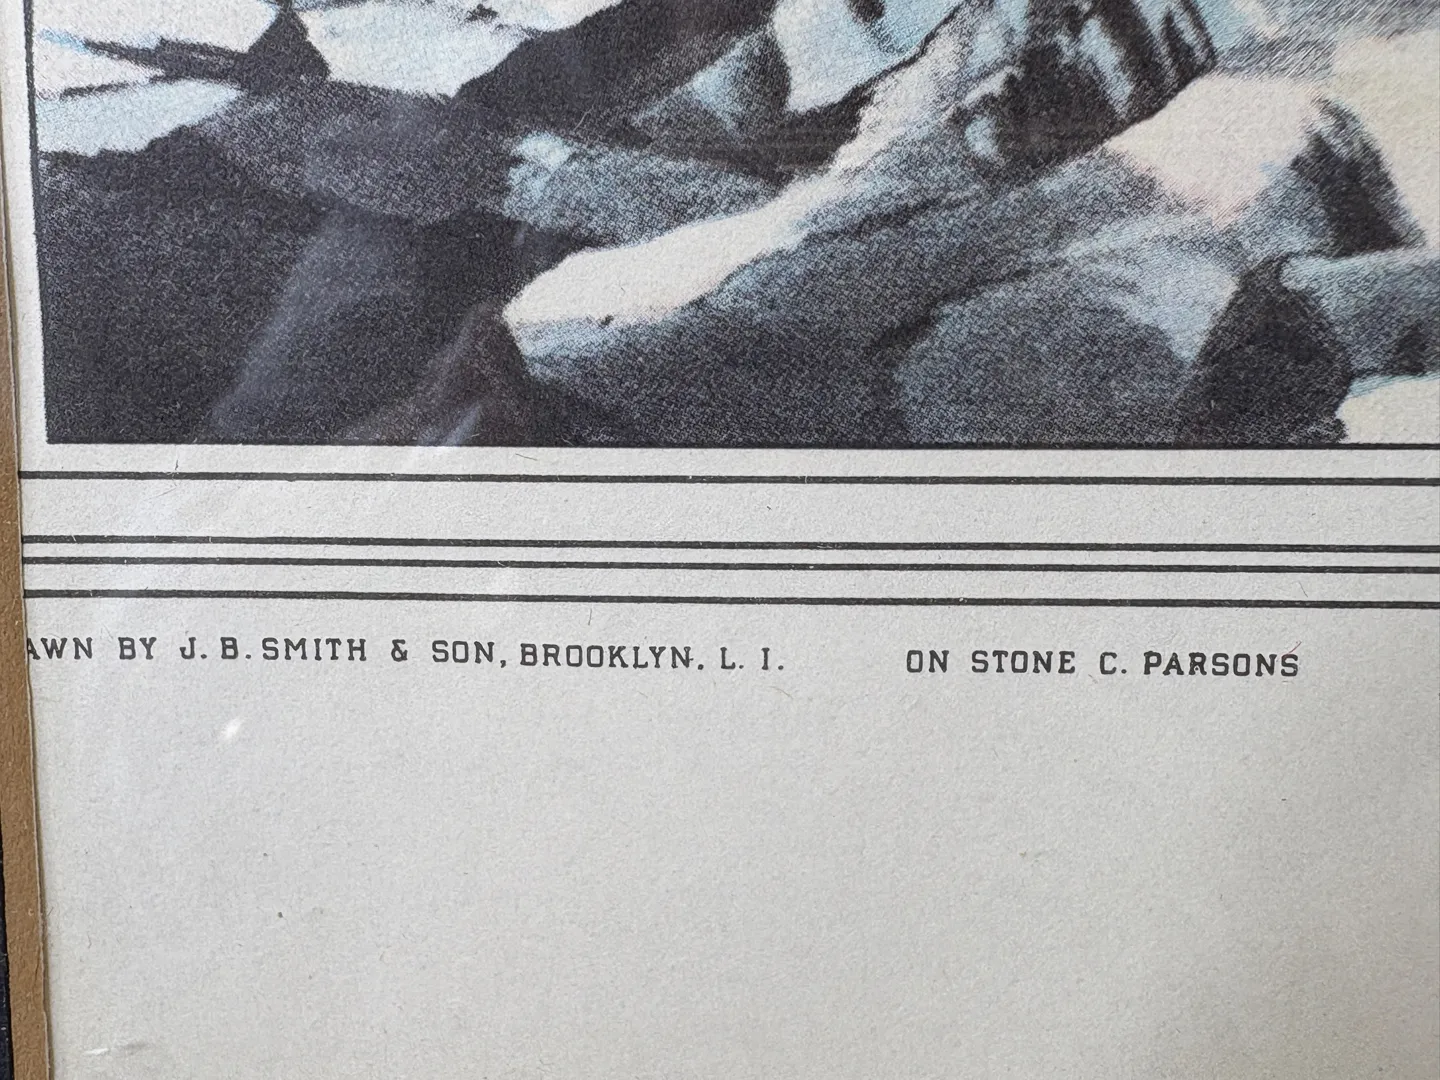 AWN BY J. B. SMITH & SON, BROOKLYN. L. I. ON STONE C. PARSONS